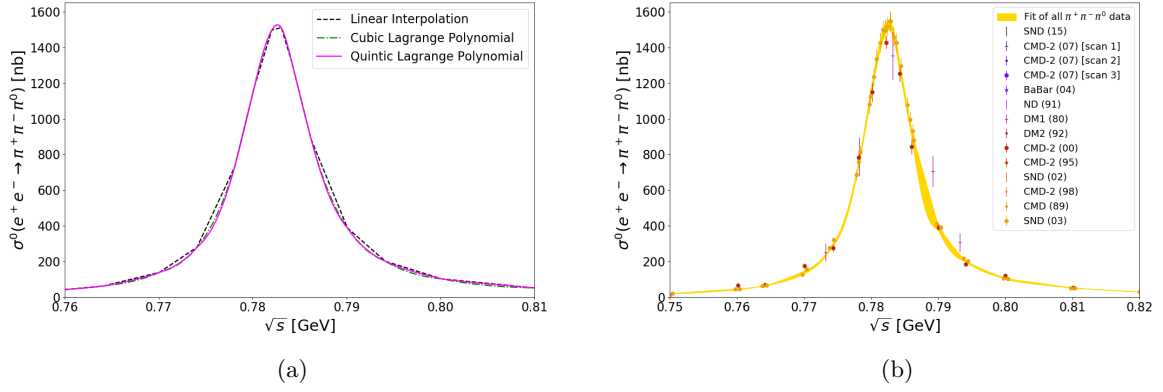 1600
1400
1200
1000
800
600
400
200
0
σ⁰(e⁺e⁻ → π⁺π⁻π⁰) [nb]
Linear Interpolation
Cubic Lagrange Polynomial
Quintic Lagrange Polynomial
0.76 0.77 0.78 0.79 0.80 0.81
√s [GeV]
(a)
1600
1400
1200
1000
800
600
400
200
0
σ⁰(e⁺e⁻ → π⁺π⁻π⁰) [nb]
Fit of all π⁺π⁻π⁰ data
SND (15)
CMD-2 (07) [scan 1]
CMD-2 (07) [scan 2]
CMD-2 (07) [scan 3]
BaBar (04)
ND (91)
DM1 (80)
DM2 (92)
CMD-2 (00)
CMD-2 (95)
SND (02)
CMD-2 (98)
CMD (89)
SND (03)
0.75 0.76 0.77 0.78 0.79 0.80 0.81 0.82
√s [GeV]
(b)